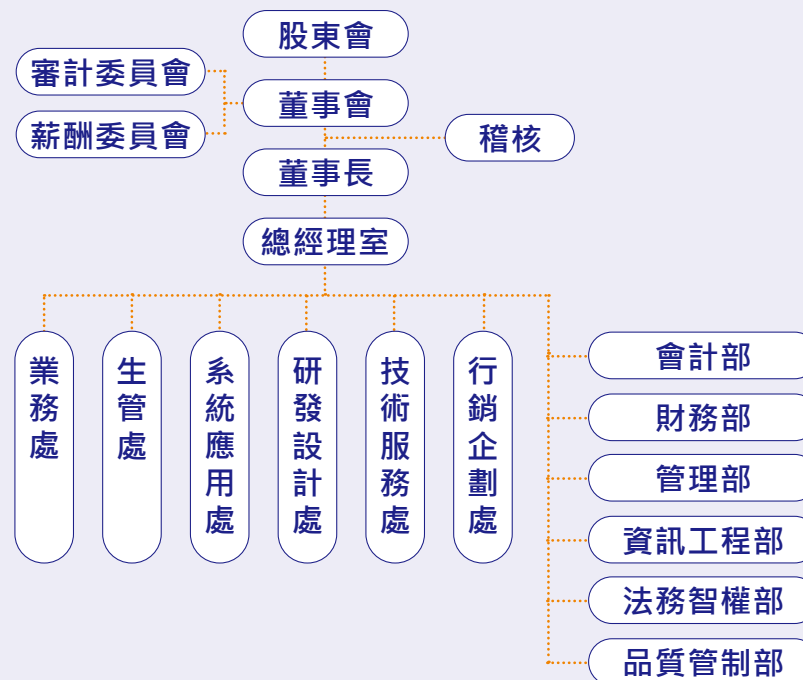 股東會
審計委員會
董事會
薪酬委員會
稽核
董事長
總經理室
業務處
生管處
系統應用處
研發設計處
技術服務處
行銷企劃處
會計部
財務部
管理部
資訊工程部
法務智權部
品質管制部